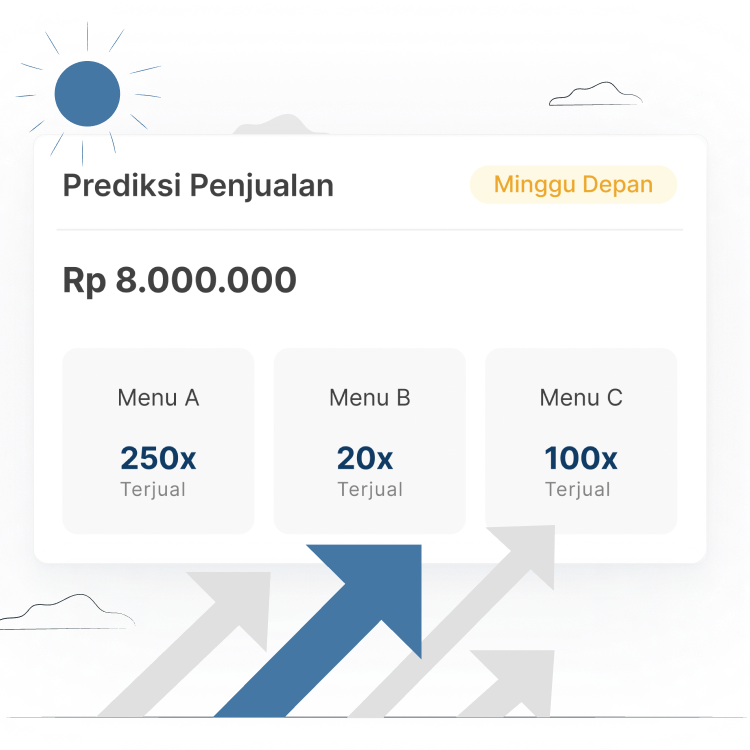 Prediksi Penjualan
Minggu Depan
Rp 8.000.000
Menu A
250x
Terjual
Menu B
20x
Terjual
Menu C
100x
Terjual